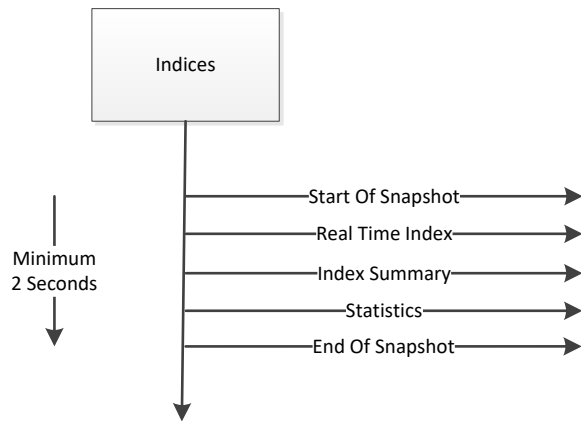 Indices
Start Of Snapshot
Real Time Index
Minimum
2 Seconds
Index Summary
Statistics
End Of Snapshot